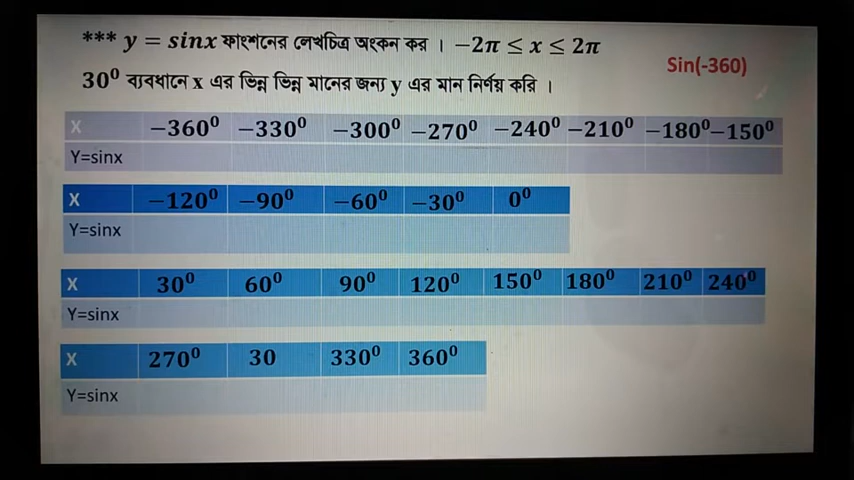 *** y = sinx ফাংশনের লেখচিত্র অংকন কর । −2π ≤ x ≤ 2π
Sin(-360)
30⁰ ব্যবধানে x এর ভিন্ন ভিন্ন মানের জন্য y এর মান নির্ণয় করি ।
X −360⁰ −330⁰ −300⁰ −270⁰ −240⁰ −210⁰ −180⁰ −150⁰
Y=sinx
X −120⁰ −90⁰ −60⁰ −30⁰ 0⁰
Y=sinx
X 30⁰ 60⁰ 90⁰ 120⁰ 150⁰ 180⁰ 210⁰ 240⁰
Y=sinx
X 270⁰ 30 330⁰ 360⁰
Y=sinx